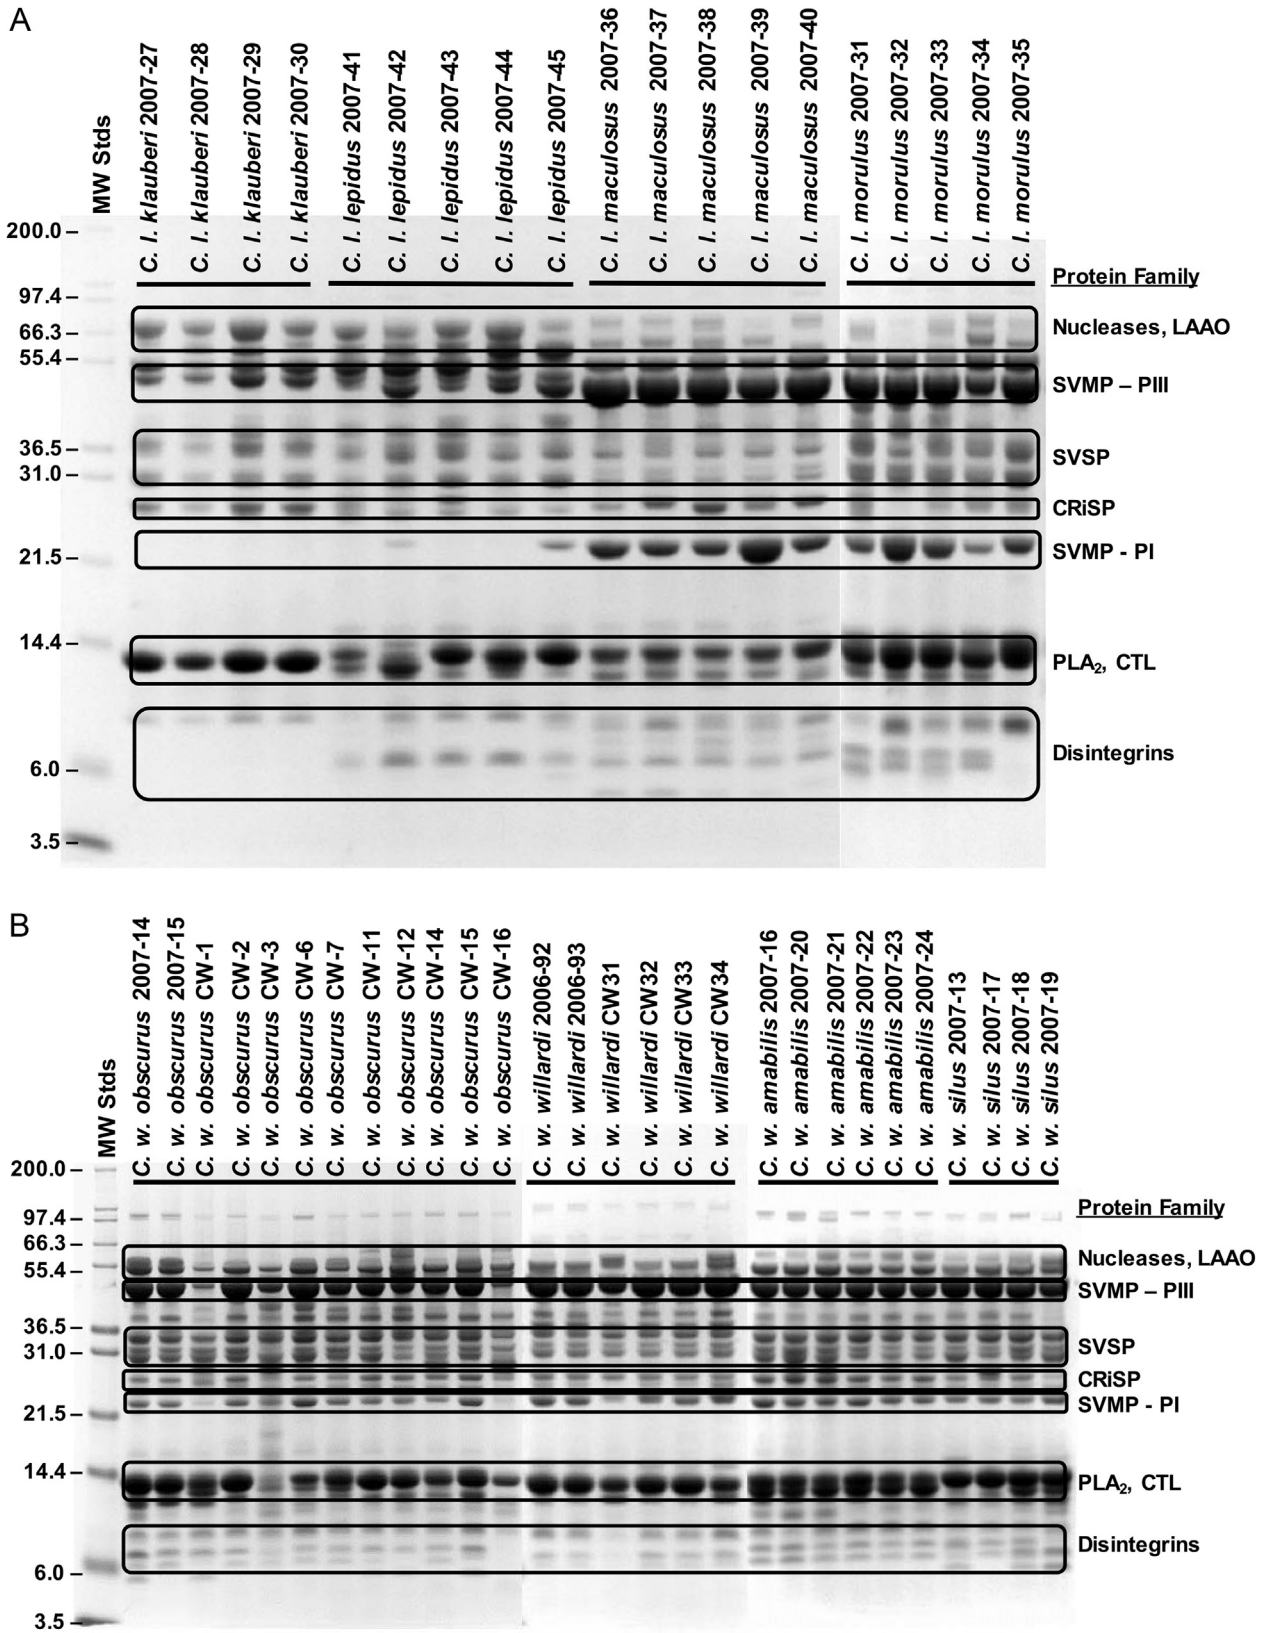 A
MW Stds
C. l. klauberi 2007-27
C. l. klauberi 2007-28
C. l. klauberi 2007-29
C. l. klauberi 2007-30
C. l. lepidus 2007-41
C. l. lepidus 2007-42
C. l. lepidus 2007-43
C. l. lepidus 2007-44
C. l. lepidus 2007-45
C. l. maculosus 2007-36
C. l. maculosus 2007-37
C. l. maculosus 2007-38
C. l. maculosus 2007-39
C. l. maculosus 2007-40
C. l. morulus 2007-31
C. l. morulus 2007-32
C. l. morulus 2007-33
C. l. morulus 2007-34
C. l. morulus 2007-35
200.0
97.4
66.3
55.4
36.5
31.0
21.5
14.4
6.0
3.5
Protein Family
Nucleases, LAAO
SVMP – PIII
SVSP
CRiSP
SVMP - PI
PLA₂, CTL
Disintegrins
B
MW Stds
C. w. obscurus 2007-14
C. w. obscurus 2007-15
C. w. obscurus CW-1
C. w. obscurus CW-2
C. w. obscurus CW-3
C. w. obscurus CW-6
C. w. obscurus CW-7
C. w. obscurus CW-11
C. w. obscurus CW-12
C. w. obscurus CW-14
C. w. obscurus CW-15
C. w. obscurus CW-16
C. w. willardi 2006-92
C. w. willardi 2006-93
C. w. willardi CW31
C. w. willardi CW32
C. w. willardi CW33
C. w. willardi CW34
C. w. amabilis 2007-16
C. w. amabilis 2007-20
C. w. amabilis 2007-21
C. w. amabilis 2007-22
C. w. amabilis 2007-23
C. w. amabilis 2007-24
C. w. silus 2007-13
C. w. silus 2007-17
C. w. silus 2007-18
C. w. silus 2007-19
200.0
97.4
66.3
55.4
36.5
31.0
21.5
14.4
6.0
3.5
Protein Family
Nucleases, LAAO
SVMP – PIII
SVSP
CRiSP
SVMP - PI
PLA₂, CTL
Disintegrins